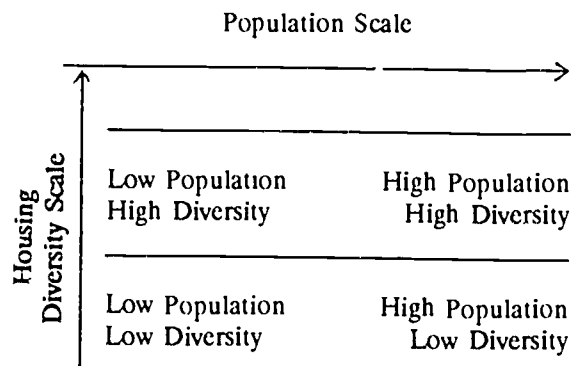 Population Scale
Housing
Diversity Scale
Low Population
High Diversity
High Population
High Diversity
Low Population
Low Diversity
High Population
Low Diversity